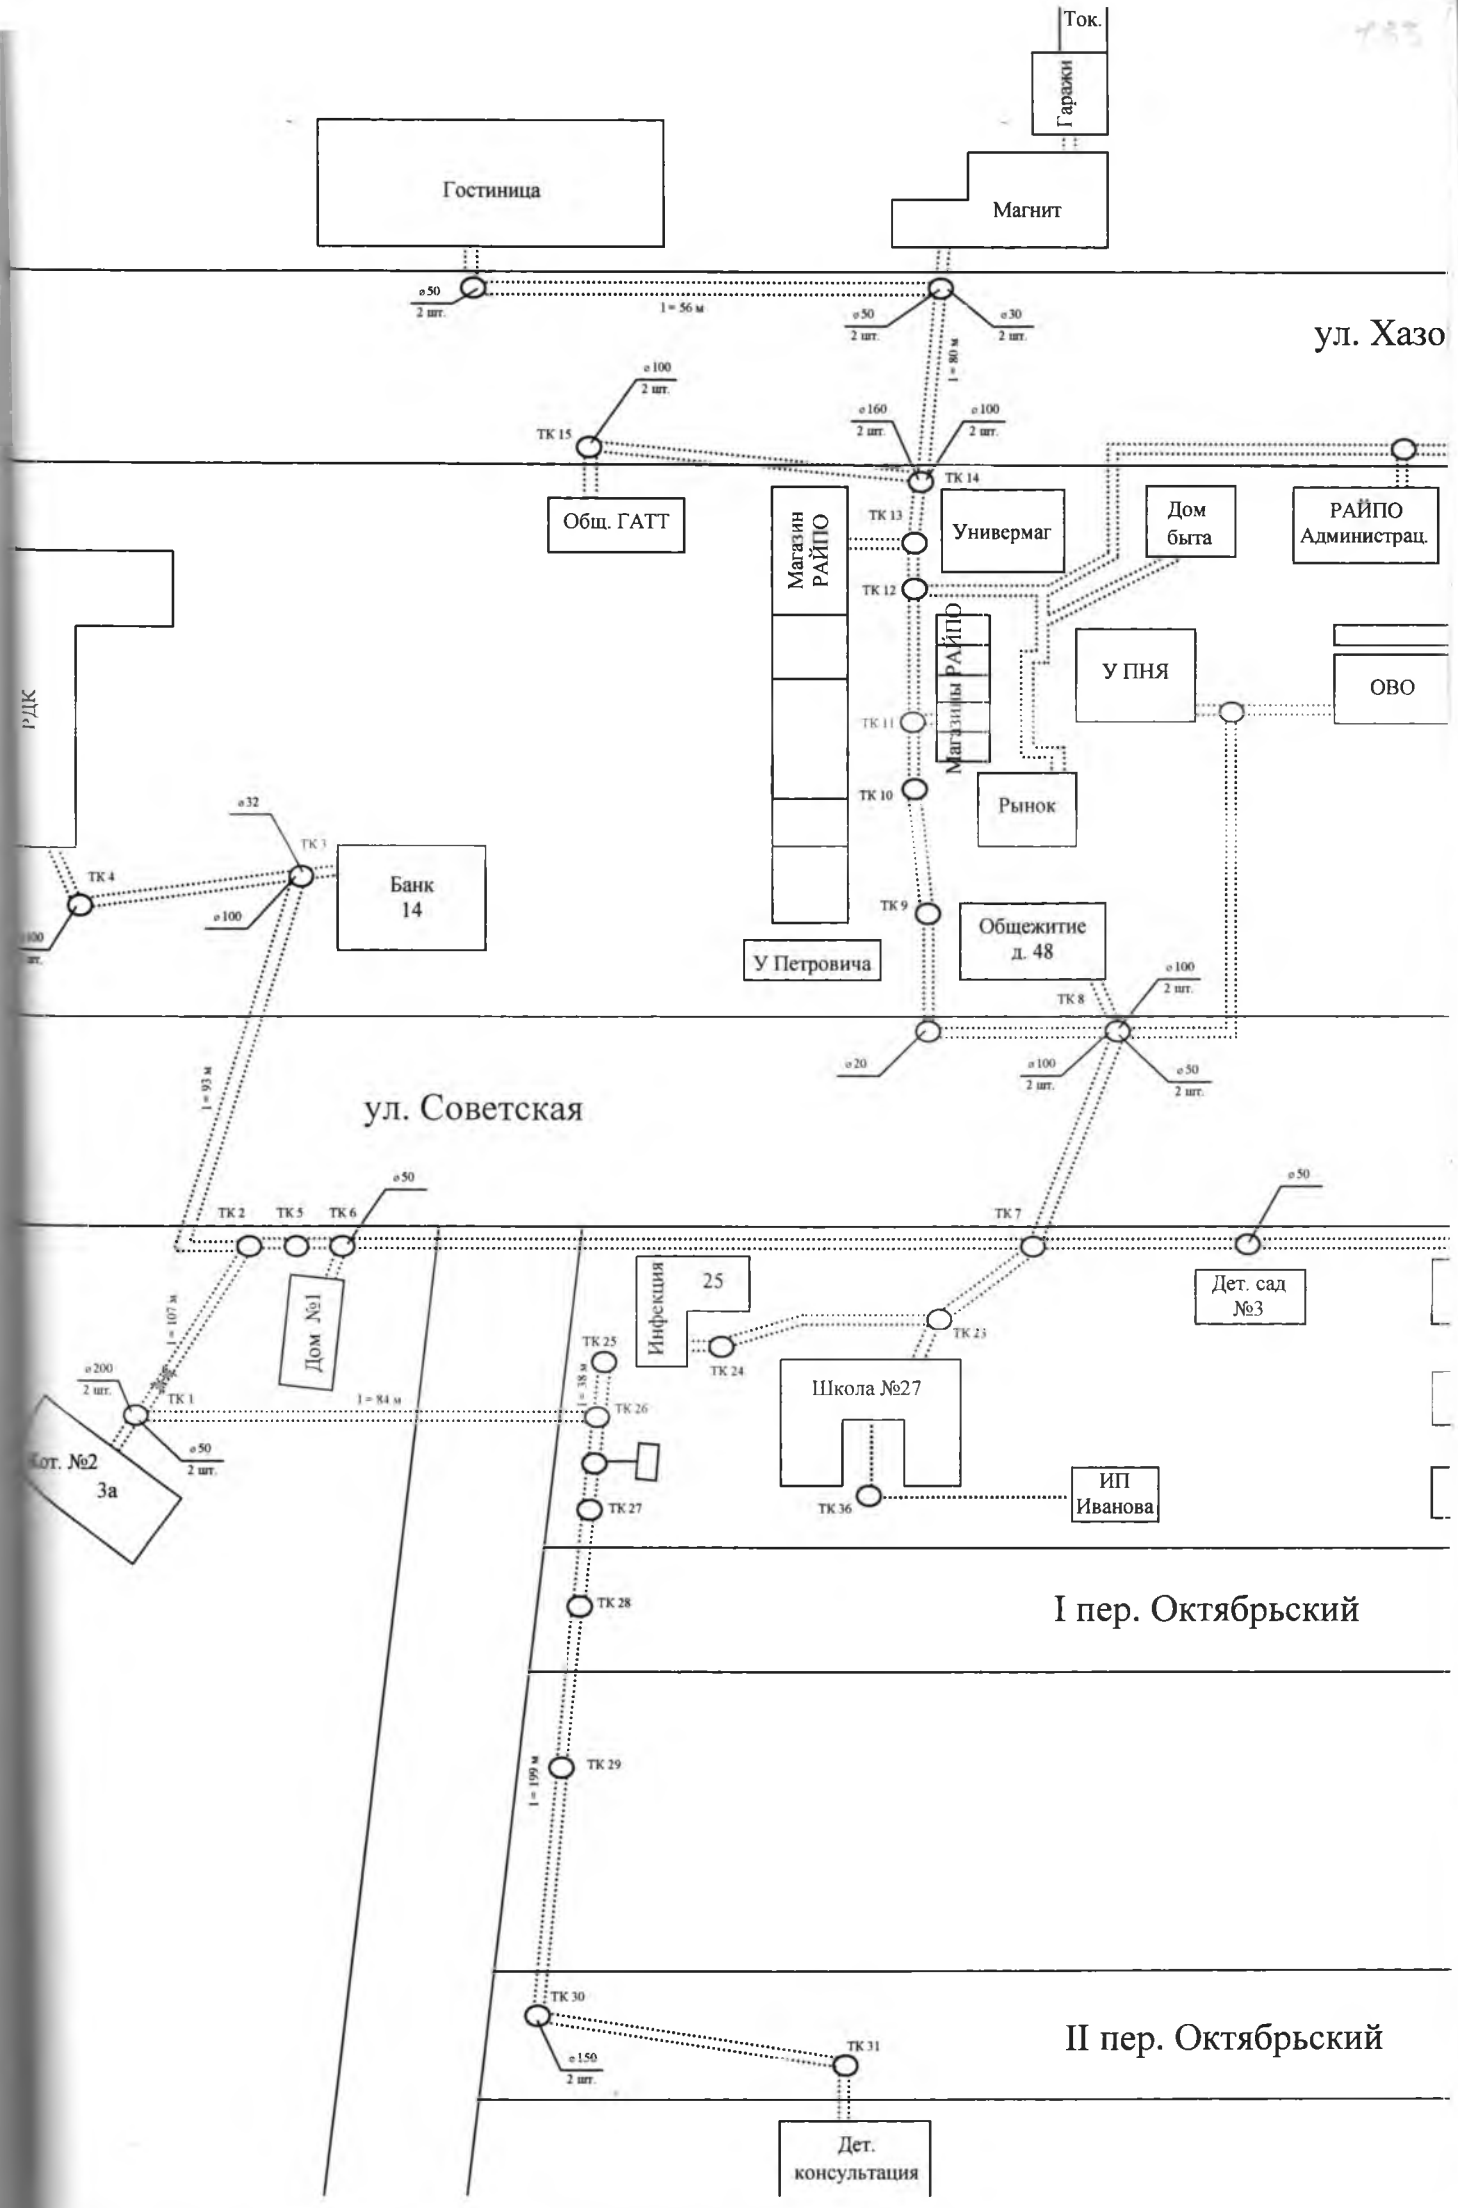 Ток.
Гаражи
Гостиница
Магнит
ø50
2 шт.
l = 56 м
ø50
2 шт.
ø30
2 шт.
ул. Хазо
l = 80 м
ø100
2 шт.
ø160
2 шт.
ø100
2 шт.
ТК 15
ТК 14
Общ. ГАТТ
ТК 13
Магазин
РАЙПО
Универмаг
Дом
быта
РАЙПО
Администрац.
ТК 12
Магазины РАЙПО
У ПНЯ
ОВО
РДК
ТК 11
ТК 10
Рынок
ø32
ТК 3
ТК 4
Банк
14
ø100
ТК 9
Общежитие
д. 48
У Петровича
ø100
2 шт.
ТК 8
ø20
ø100
2 шт.
ø50
2 шт.
l = 93 м
ул. Советская
ø50
ø50
ТК 2
ТК 5
ТК 6
ТК 7
Инфекция
25
Дет. сад
№3
Дом №1
l = 107 м
ТК 23
ТК 25
ТК 24
ø200
2 шт.
ТК 1
l = 84 м
l = 38 м
ТК 26
Школа №27
ø50
2 шт.
Кот. №2
3а
ТК 27
ТК 36
ИП
Иванова
ТК 28
I пер. Октябрьский
ТК 29
l = 199 м
ТК 30
ø150
2 шт.
ТК 31
II пер. Октябрьский
Дет.
консультация